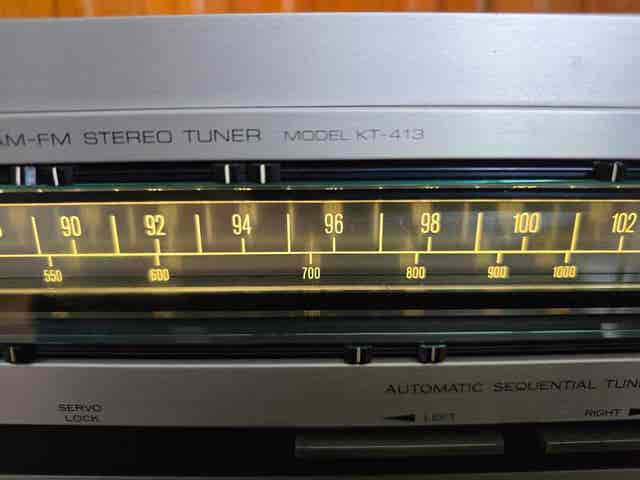 AM-FM STEREO TUNER MODEL KT-413
90 92 94 96 98 100 102
550 600 700 800 900 1000
AUTOMATIC SEQUENTIAL
SERVO
LOCK
LEFT RIGHT